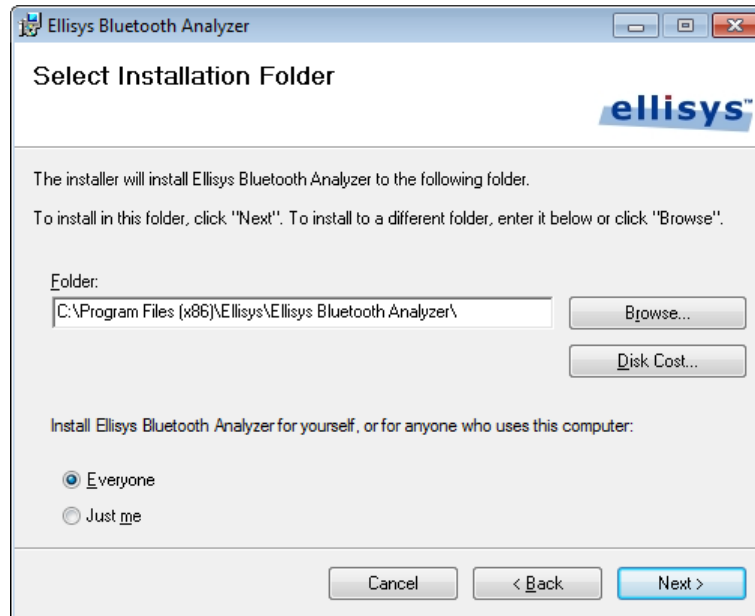 Ellisys Bluetooth Analyzer
Select Installation Folder
ellisys™
The installer will install Ellisys Bluetooth Analyzer to the following folder.
To install in this folder, click "Next". To install to a different folder, enter it below or click "Browse".
Folder:
C:\Program Files (x86)\Ellisys\Ellisys Bluetooth Analyzer\
Browse...
Disk Cost...
Install Ellisys Bluetooth Analyzer for yourself, or for anyone who uses this computer:
Everyone
Just me
Cancel < Back Next >